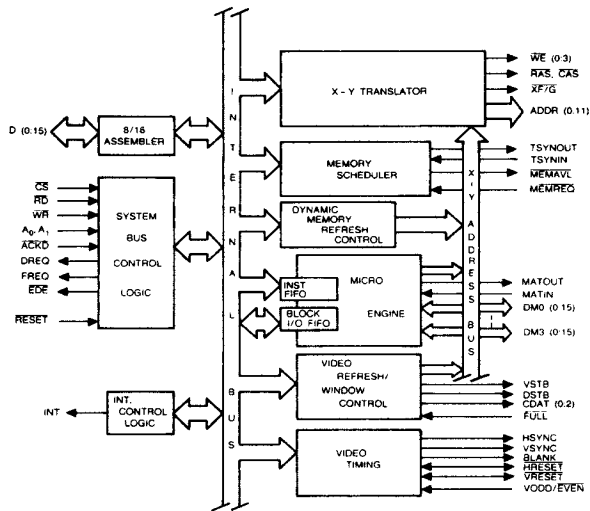 D (0:15)
8/16
ASSEMBLER
CS
RD
WR
A0, A1
ACKD
DREQ
FREQ
EDE
RESET
SYSTEM
BUS
CONTROL
LOGIC
INT
INT.
CONTROL
LOGIC
INTERNAL BUS
X-Y
TRANSLATOR
MEMORY
SCHEDULER
DYNAMIC
MEMORY
REFRESH
CONTROL
INST
FIFO
BLOCK
I/O FIFO
MICRO
ENGINE
VIDEO
REFRESH/
WINDOW
CONTROL
VIDEO
TIMING
X-Y ADDRESS BUS
WE (0:3)
RAS, CAS
XF/G
ADDR (0:11)
TSYNOUT
TSYNIN
MEMAVL
MEMREQ
MATOUT
MATIN
DM0 (0:15)
DM3 (0:15)
VSTB
DSTB
CDAT (0:2)
FULL
HSYNC
VSYNC
BLANK
HRESET
VRESET
VODD/EVEN